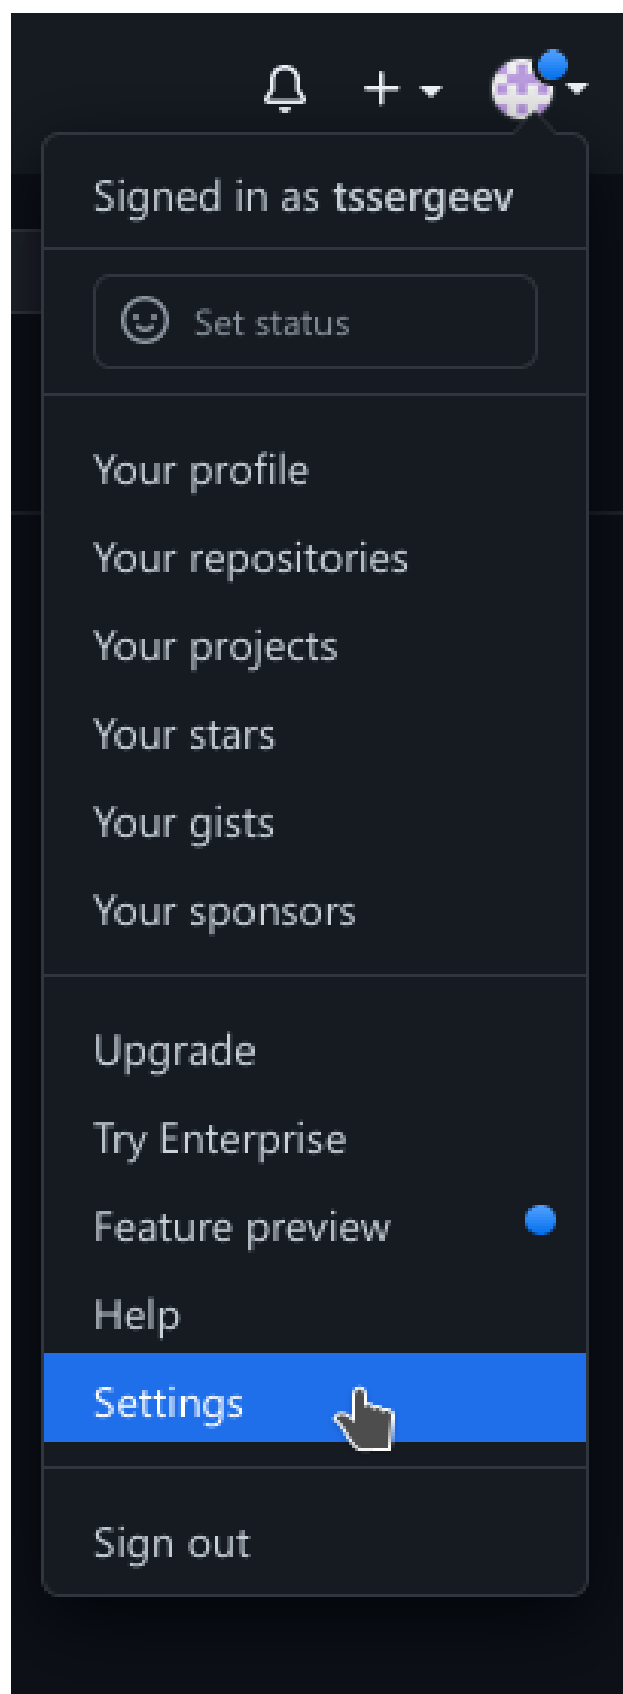 Signed in as tssergeev
Set status
Your profile
Your repositories
Your projects
Your stars
Your gists
Your sponsors
Upgrade
Try Enterprise
Feature preview
Help
Settings
Sign out